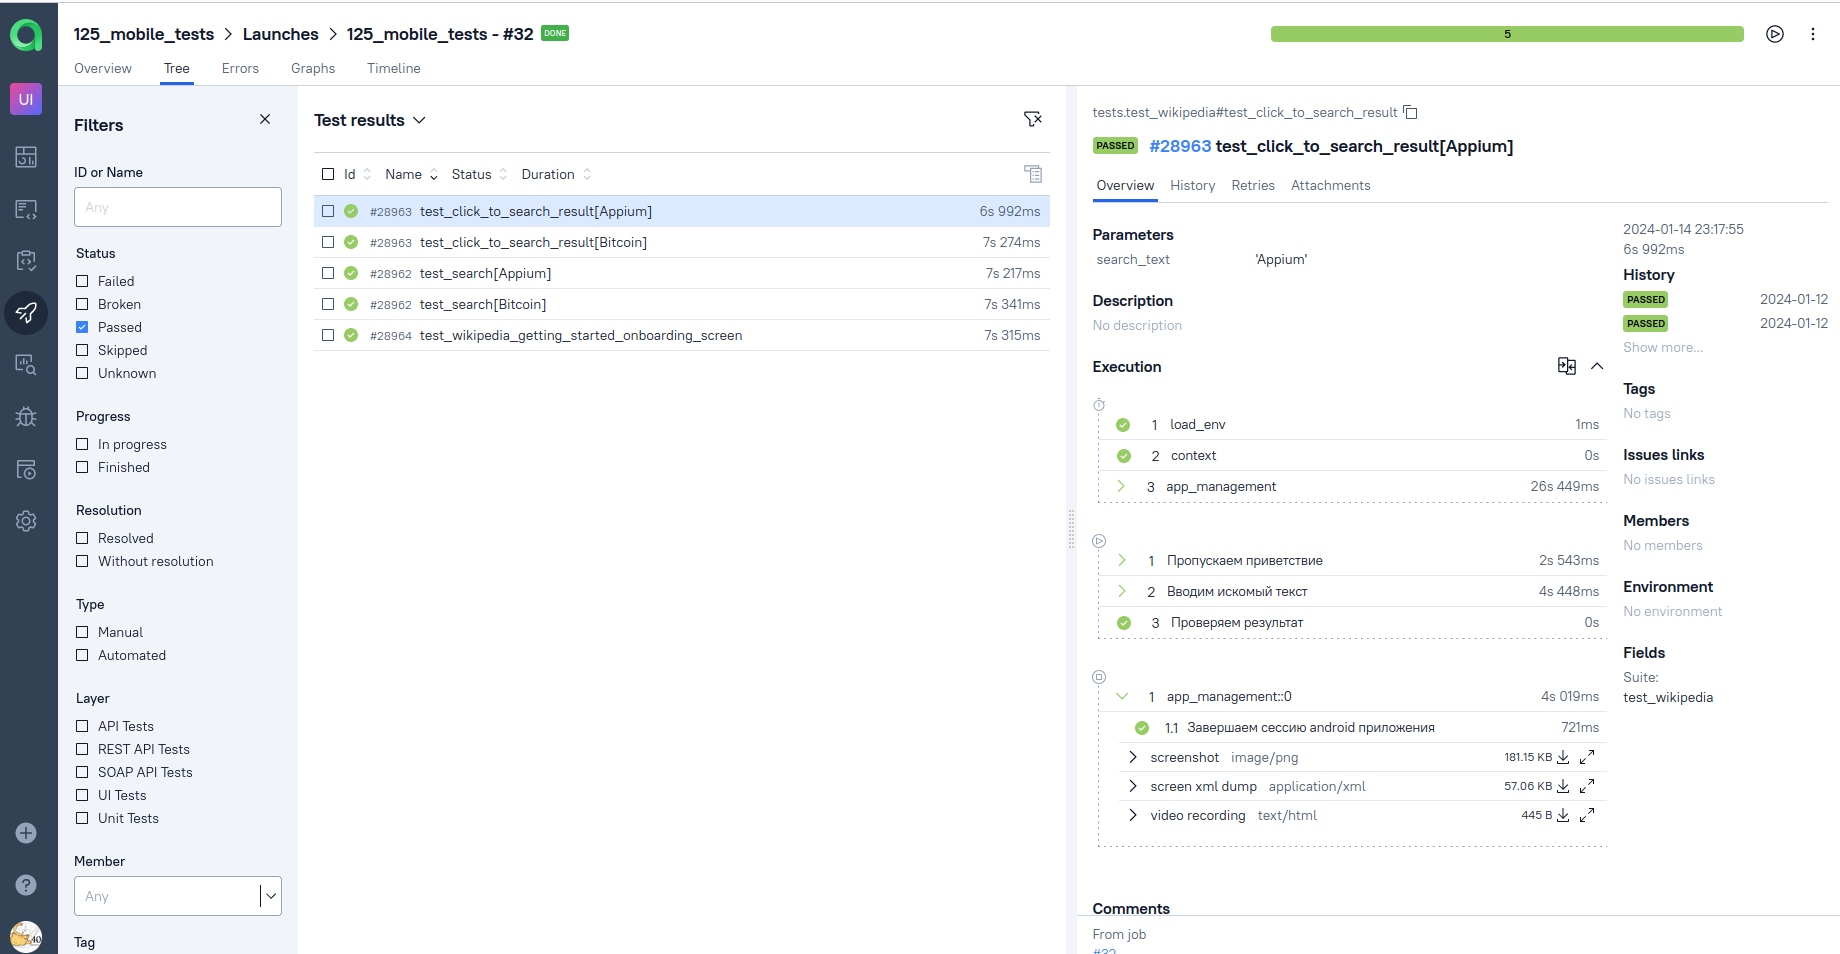 125_mobile_tests > Launches > 125_mobile_tests - #32 DONE
5
Overview Tree Errors Graphs Timeline
UI
Filters
ID or Name
Any
Status
Failed
Broken
Passed
Skipped
Unknown
Progress
In progress
Finished
Resolution
Resolved
Without resolution
Type
Manual
Automated
Layer
API Tests
REST API Tests
SOAP API Tests
UI Tests
Unit Tests
Member
Any
Tag
Test results
Id Name Status Duration
#28963 test_click_to_search_result[Appium] 6s 992ms
#28963 test_click_to_search_result[Bitcoin] 7s 274ms
#28962 test_search[Appium] 7s 217ms
#28962 test_search[Bitcoin] 7s 341ms
#28964 test_wikipedia_getting_started_onboarding_screen 7s 315ms
tests.test_wikipedia#test_click_to_search_result
PASSED #28963 test_click_to_search_result[Appium]
Overview History Retries Attachments
Parameters
search_text 'Appium'
Description
No description
Execution
1 load_env 1ms
2 context 0s
3 app_management 26s 449ms
1 Пропускаем приветствие 2s 543ms
2 Вводим искомый текст 4s 448ms
3 Проверяем результат 0s
1 app_management::0 4s 019ms
1.1 Завершаем сессию android приложения 721ms
screenshot image/png 181.15 KB
screen xml dump application/xml 57.06 KB
video recording text/html 445 B
Comments
From job
#32
2024-01-14 23:17:55
6s 992ms
History
PASSED 2024-01-12
PASSED 2024-01-12
Show more...
Tags
No tags
Issues links
No issues links
Members
No members
Environment
No environment
Fields
Suite:
test_wikipedia
?
40